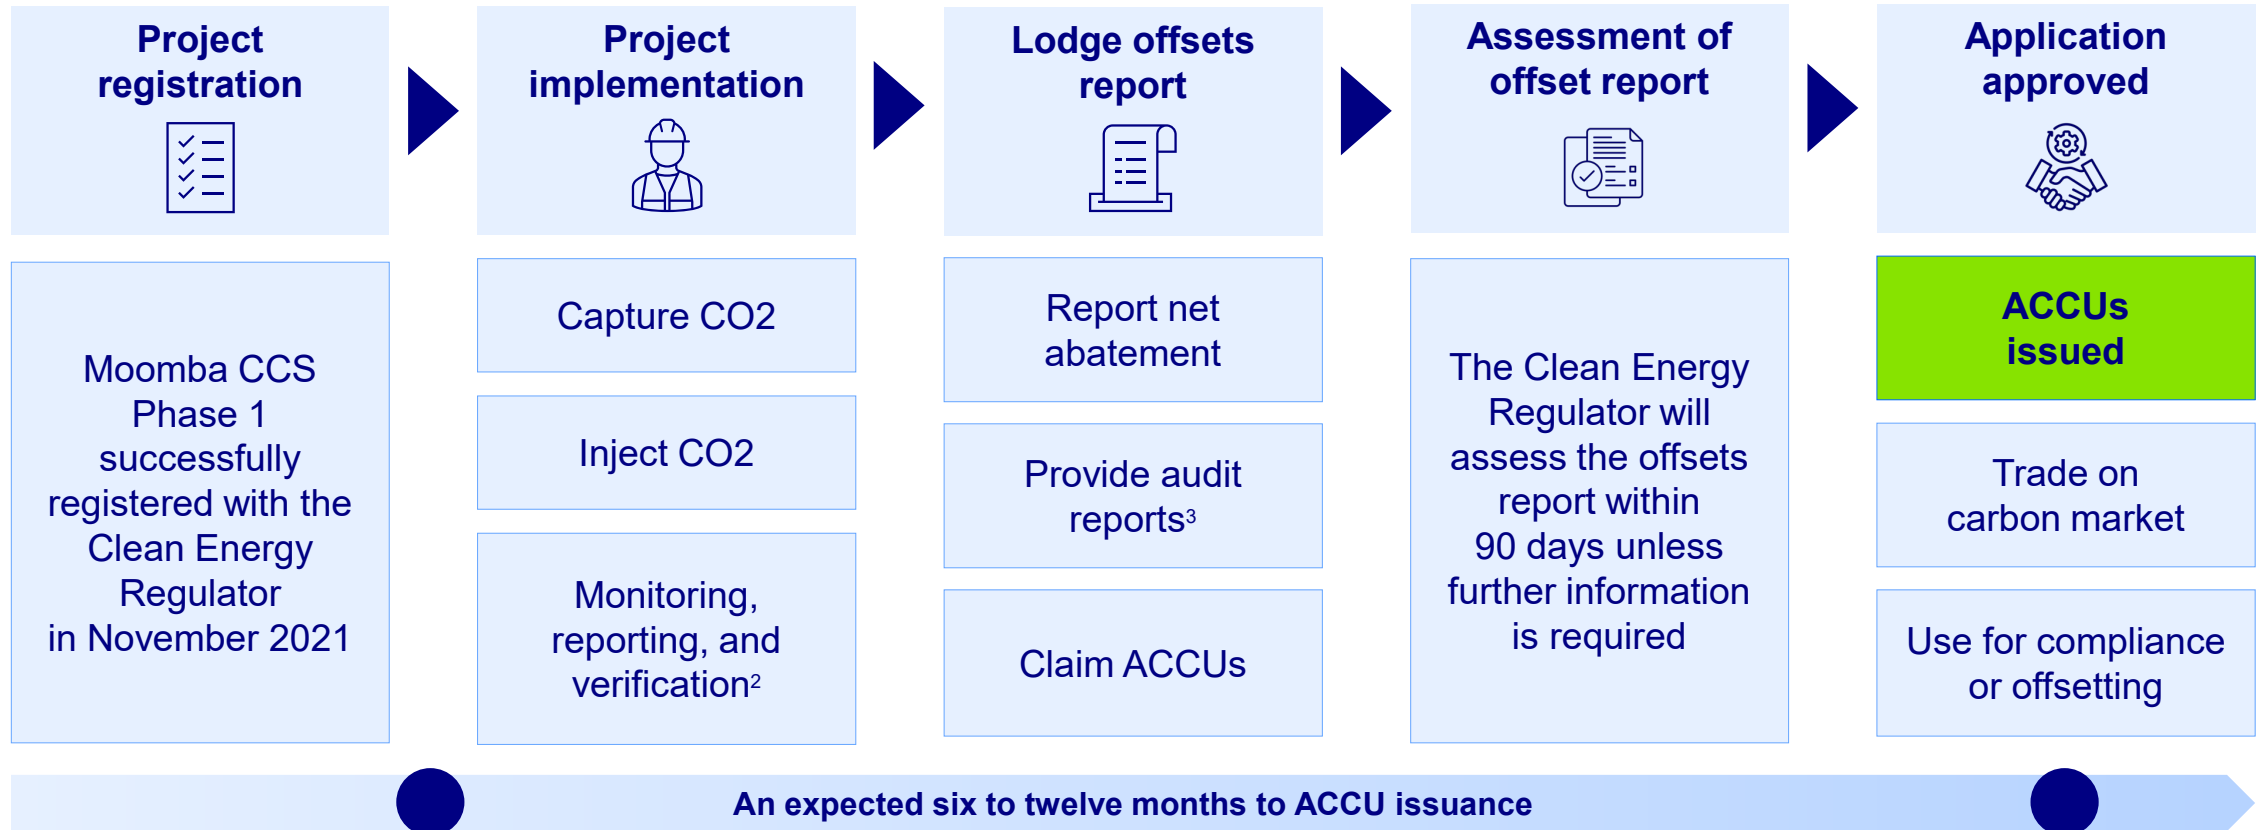 Project
registration
Project
implementation
Lodge offsets
report
Assessment of
offset report
Application
approved
Moomba CCS
Phase 1
successfully
registered with the
Clean Energy
Regulator
in November 2021
Capture CO2
Inject CO2
Monitoring,
reporting, and
verification²
Report net
abatement
Provide audit
reports³
Claim ACCUs
The Clean Energy
Regulator will
assess the offsets
report within
90 days unless
further information
is required
ACCUs
issued
Trade on
carbon market
Use for compliance
or offsetting
An expected six to twelve months to ACCU issuance